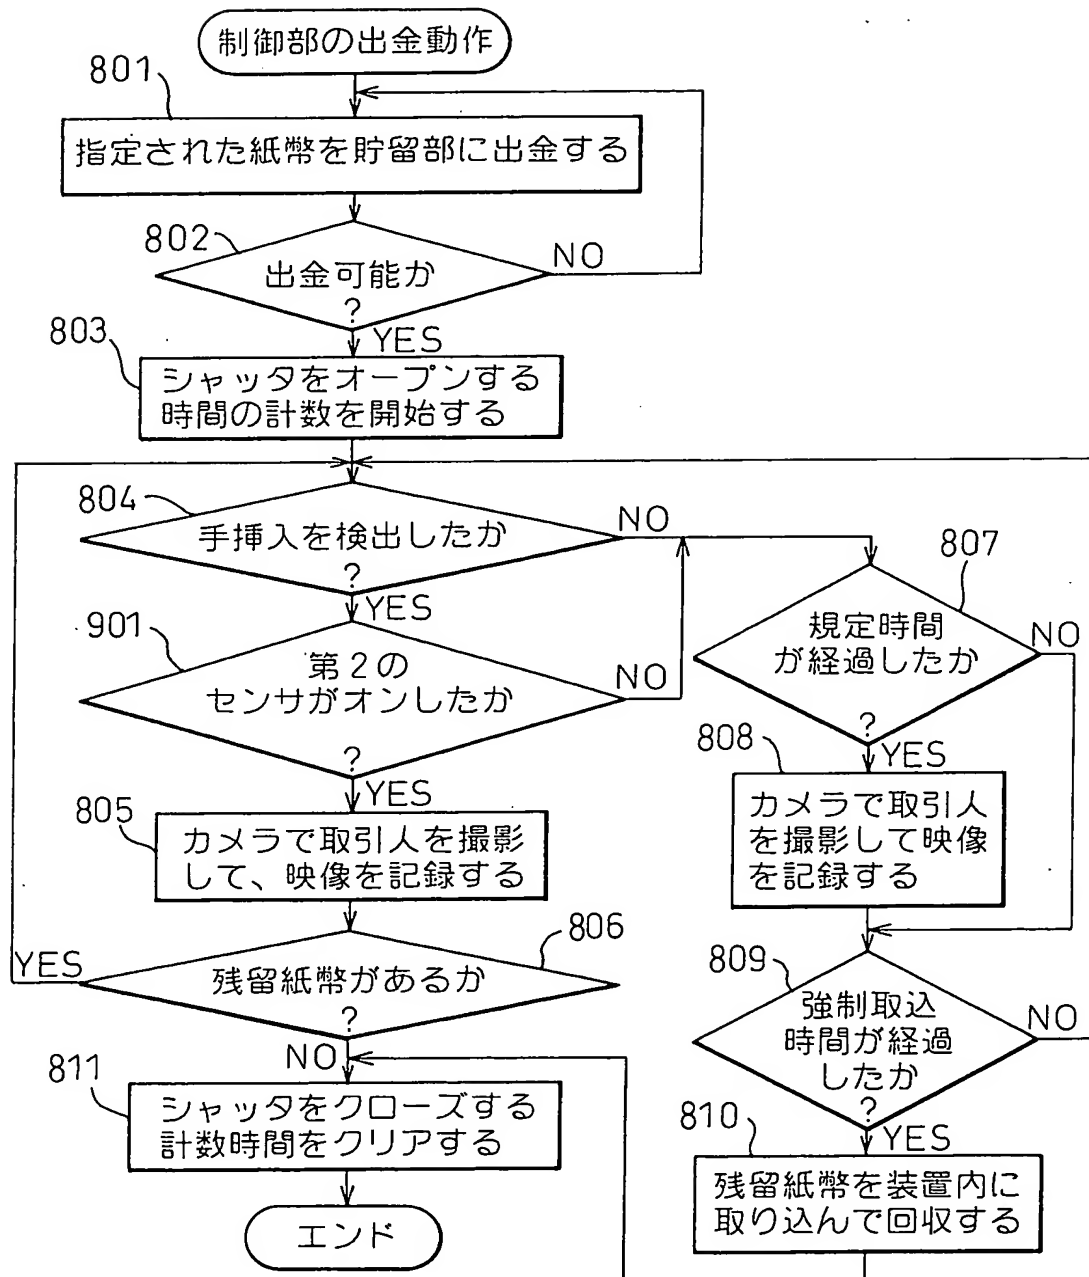 制御部の出金動作
801
指定された紙幣を貯留部に出金する
802
出金可能か
?
NO
YES
803
シャッタをオープンする
時間の計数を開始する
804
手挿入を検出したか
?
NO
YES
901
第2の
センサがオンしたか
?
NO
YES
805
カメラで取引人を撮影
して、映像を記録する
806
残留紙幣があるか
?
YES
NO
807
規定時間
が経過したか
?
NO
YES
808
カメラで取引人
を撮影して映像
を記録する
809
強制取込
時間が経過
したか
?
NO
YES
810
残留紙幣を装置内に
取り込んで回収する
811
シャッタをクローズする
計数時間をクリアする
エンド